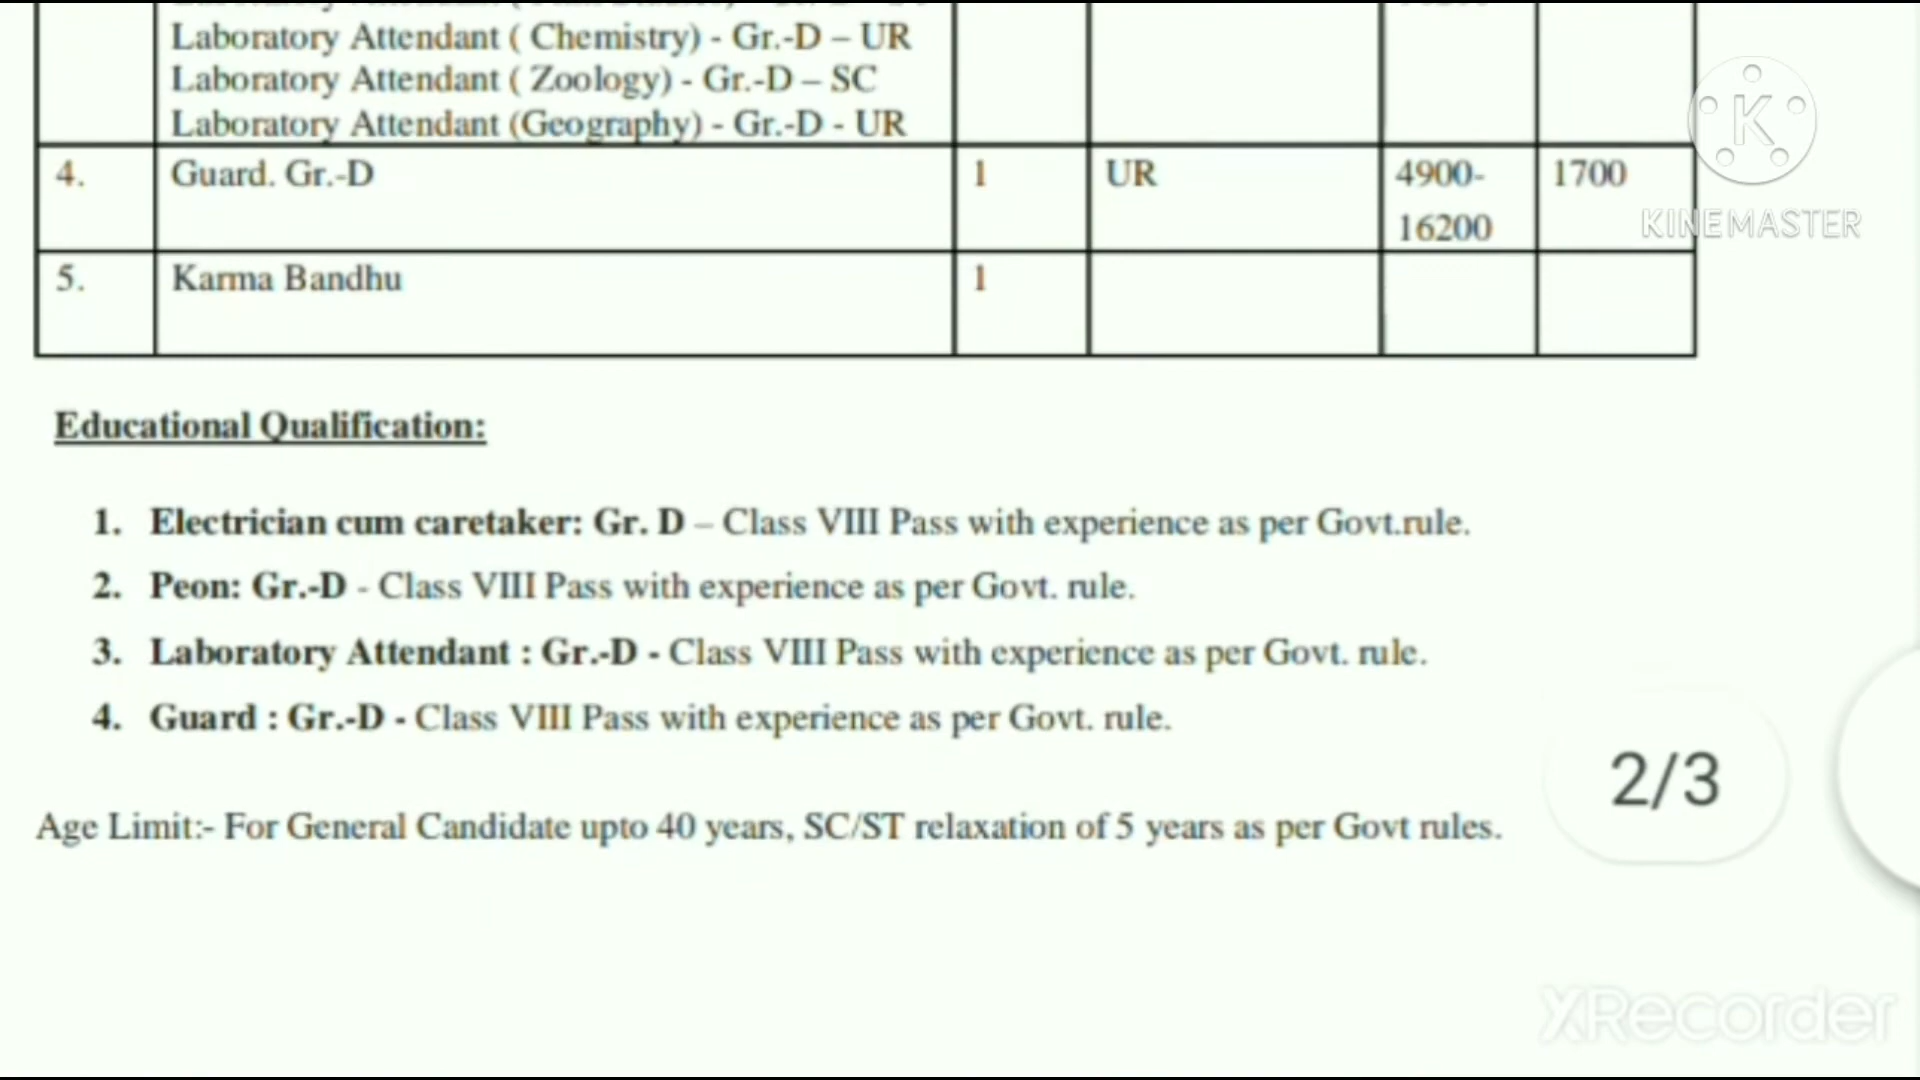 Laboratory Attendant ( Chemistry) - Gr.-D – UR
Laboratory Attendant ( Zoology) - Gr.-D – SC
Laboratory Attendant (Geography) - Gr.-D - UR
4. Guard. Gr.-D 1 UR 4900- 1700
16200
5. Karma Bandhu 1
Educational Qualification:
1. Electrician cum caretaker: Gr. D – Class VIII Pass with experience as per Govt.rule.
2. Peon: Gr.-D - Class VIII Pass with experience as per Govt. rule.
3. Laboratory Attendant : Gr.-D - Class VIII Pass with experience as per Govt. rule.
4. Guard : Gr.-D - Class VIII Pass with experience as per Govt. rule.
Age Limit:- For General Candidate upto 40 years, SC/ST relaxation of 5 years as per Govt rules.
2/3
K
KINEMASTER
XRecorder